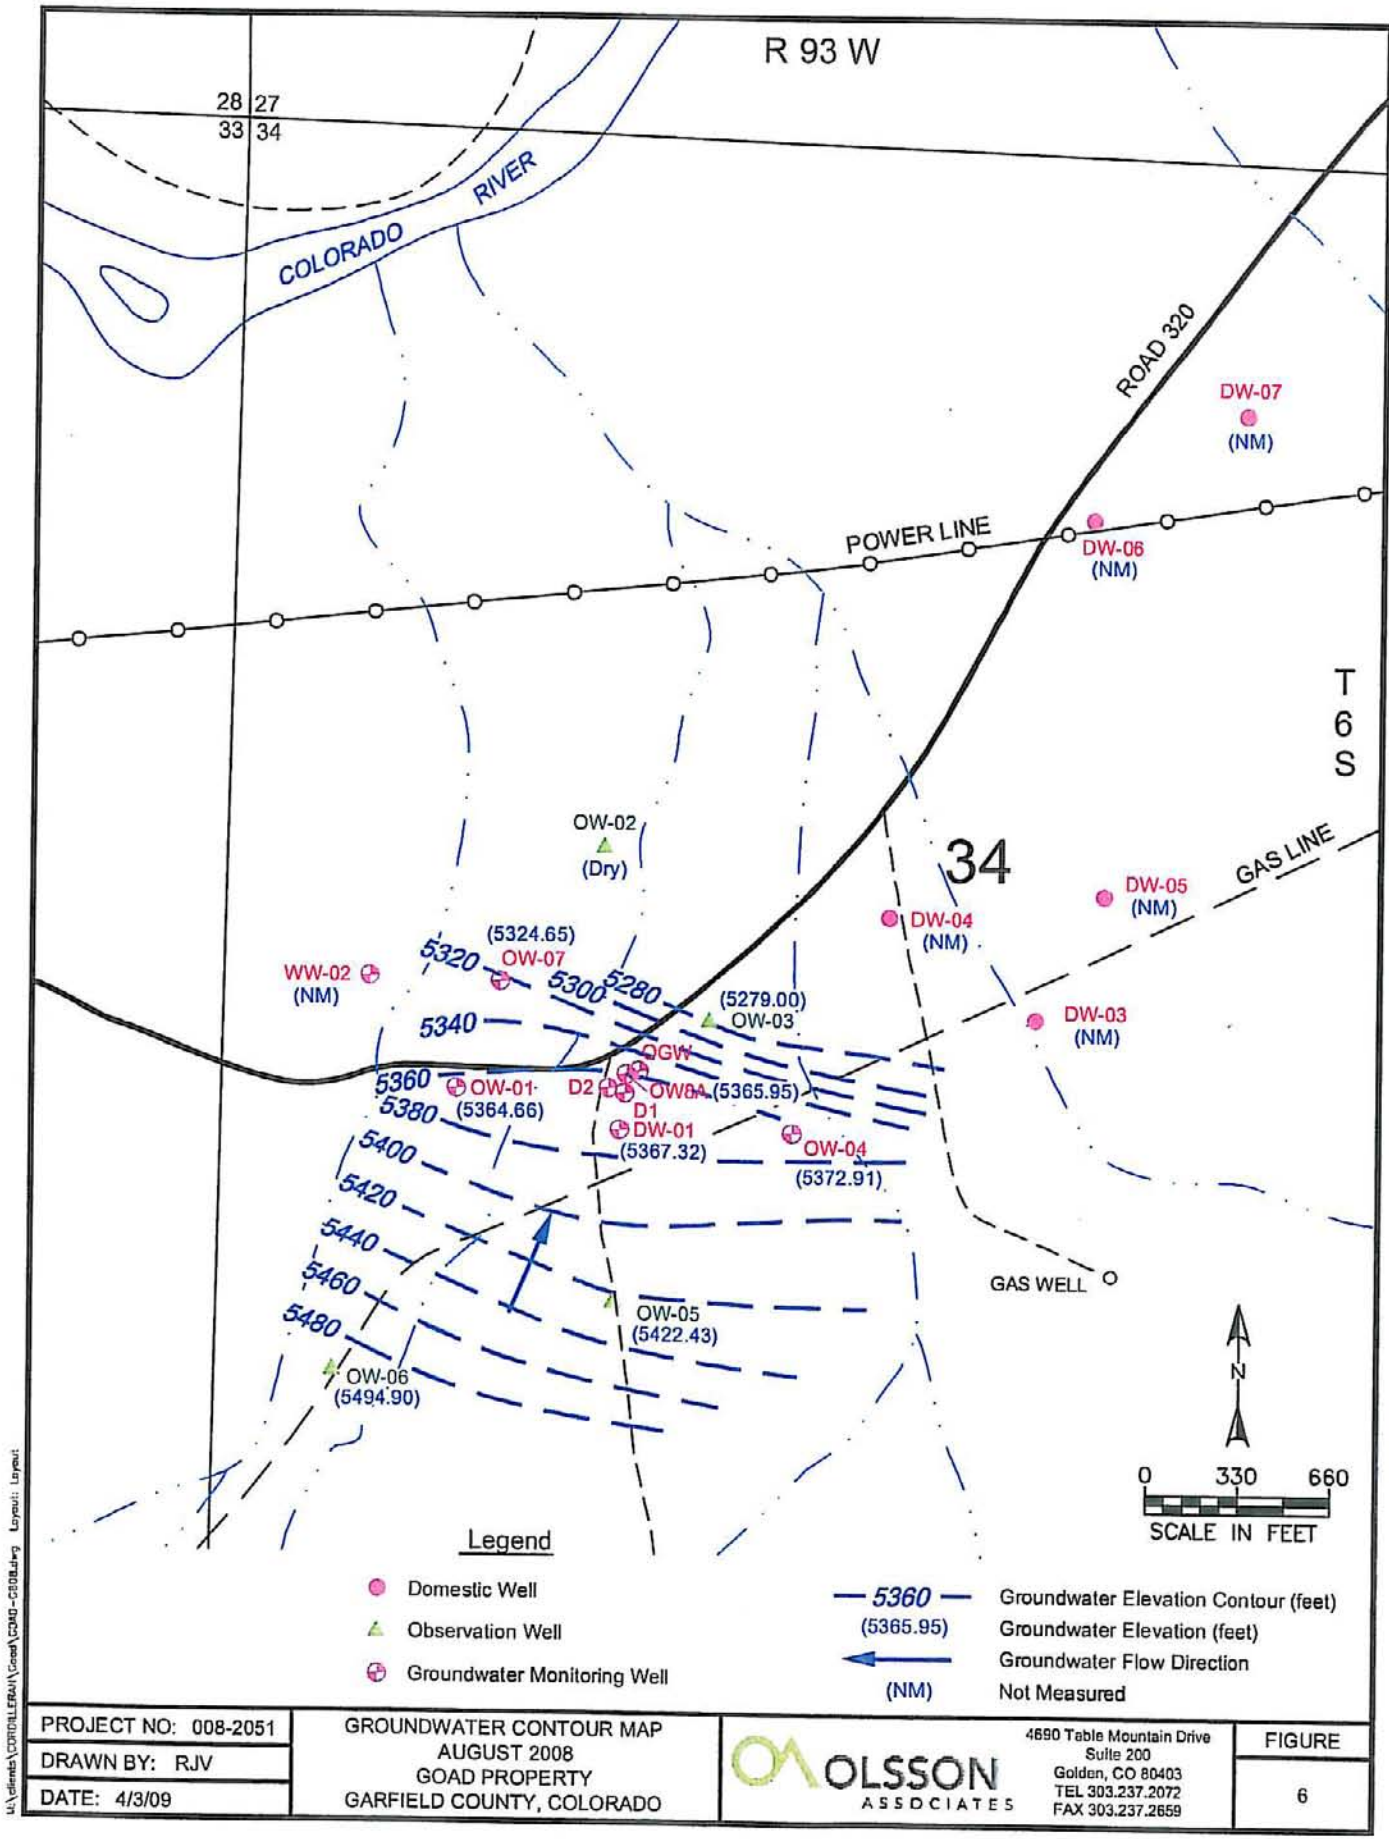 R 93 W
28 27
33 34
COLORADO RIVER
ROAD 320
DW-07
(NM)
POWER LINE
DW-06
(NM)
T
6
S
OW-02
(Dry)
34
GAS LINE
DW-05
(NM)
DW-04
(NM)
(5324.65)
OW-07
WW-02
(NM)
5320
5300
5280
(5279.00)
OW-03
DW-03
(NM)
5340
OGW
5360
OW-01
(5364.66)
D2
OW8A
(5365.95)
D1
5380
DW-01
(5367.32)
OW-04
(5372.91)
5400
5420
5440
5460
5480
GAS WELL
OW-05
(5422.43)
OW-06
(5494.90)
N
0 330 660
SCALE IN FEET
Legend
Domestic Well
Observation Well
Groundwater Monitoring Well
5360 Groundwater Elevation Contour (feet)
(5365.95) Groundwater Elevation (feet)
Groundwater Flow Direction
(NM) Not Measured
PROJECT NO: 008-2051
DRAWN BY: RJV
DATE: 4/3/09
GROUNDWATER CONTOUR MAP
AUGUST 2008
GOAD PROPERTY
GARFIELD COUNTY, COLORADO
OLSSON
ASSOCIATES
4690 Table Mountain Drive
Suite 200
Golden, CO 80403
TEL 303.237.2072
FAX 303.237.2659
FIGURE
6